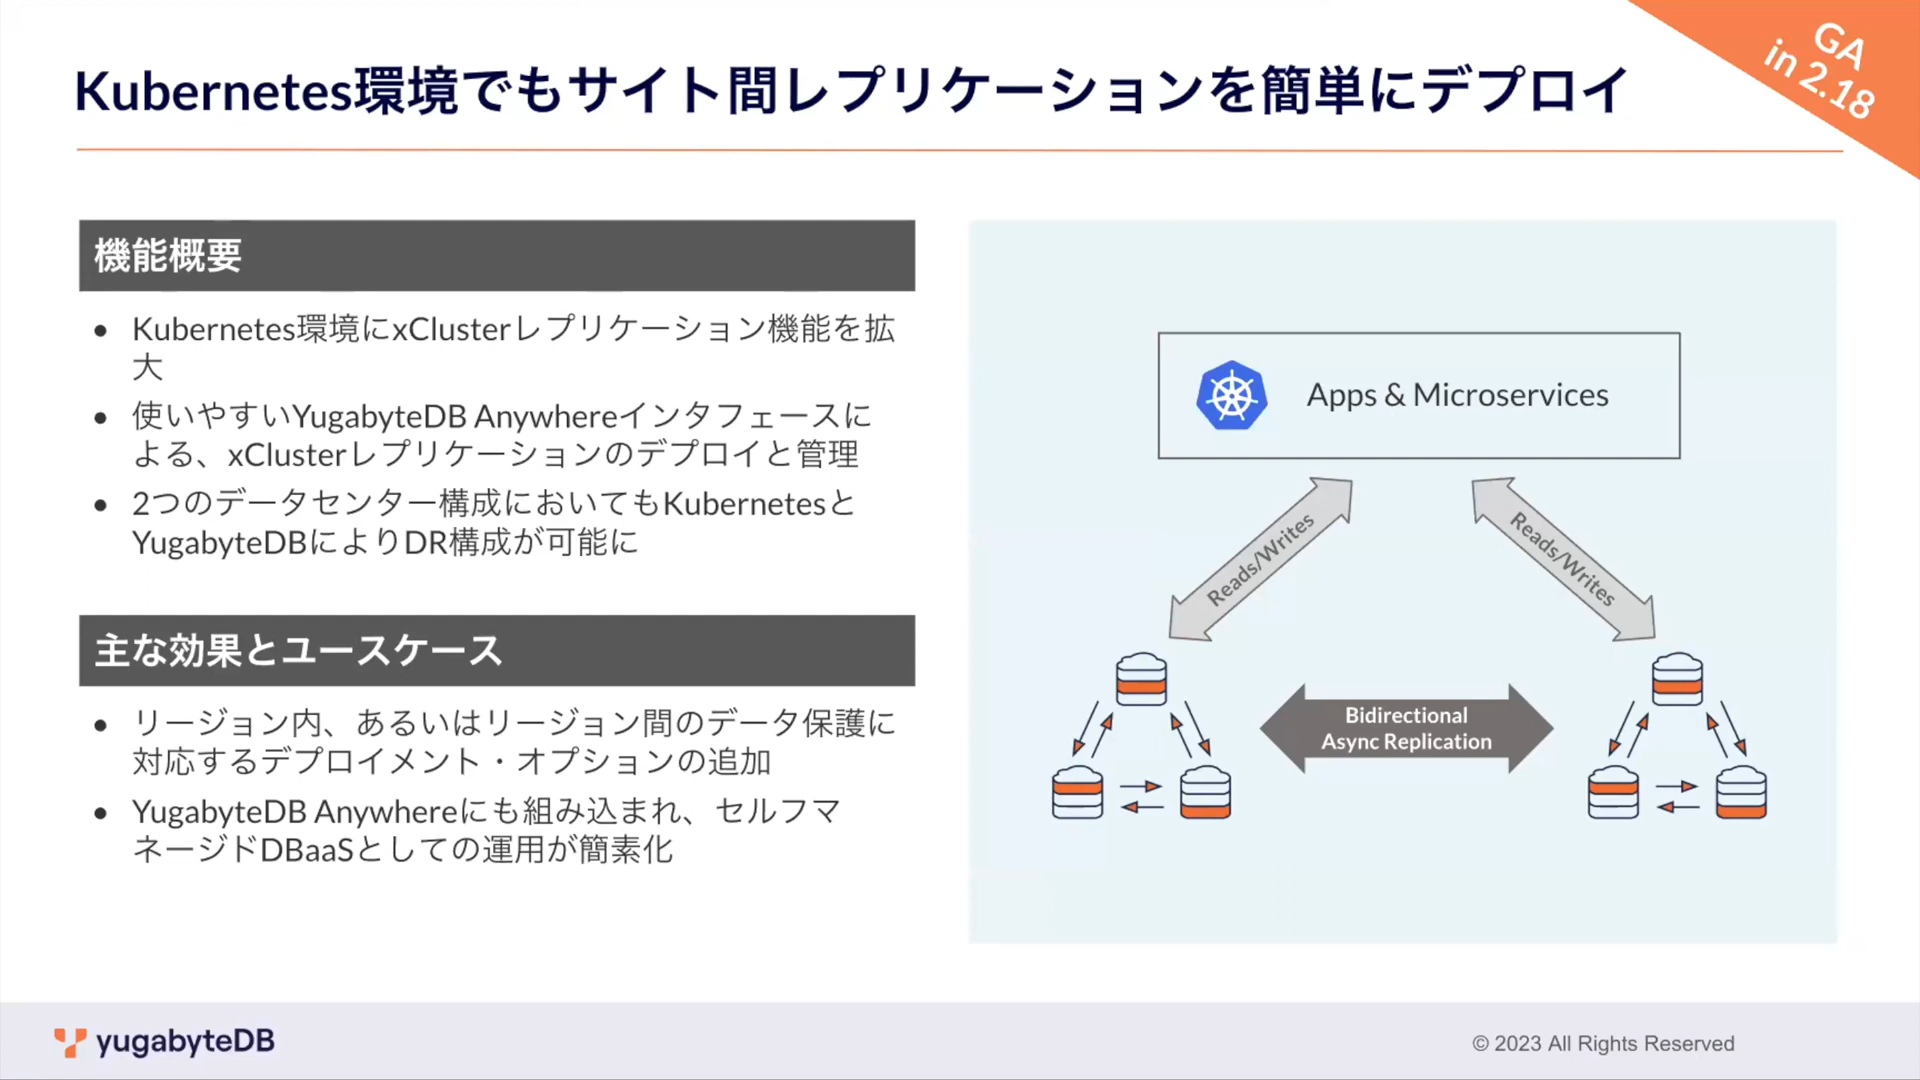 GA
in 2.18
Kubernetes環境でもサイト間レプリケーションを簡単にデプロイ
機能概要
● Kubernetes環境にxClusterレプリケーション機能を拡
大
● 使いやすいYugabyteDB Anywhereインタフェースに
よる、xClusterレプリケーションのデプロイと管理
● 2つのデータセンター構成においてもKubernetesと
YugabyteDBによりDR構成が可能に
主な効果とユースケース
● リージョン内、あるいはリージョン間のデータ保護に
対応するデプロイメント・オプションの追加
● YugabyteDB Anywhereにも組み込まれ、セルフマ
ネージドDBaaSとしての運用が簡素化
Apps & Microservices
Reads/Writes
Reads/Writes
Bidirectional
Async Replication
yugabyteDB
© 2023 All Rights Reserved